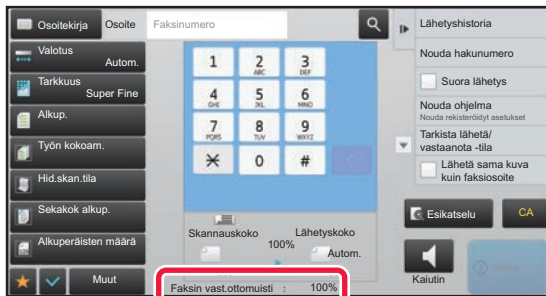 Osoitekirja
Osoite
Faksinumero
Valotus
Autom.
Tarkkuus
Super Fine
Alkup.
Työn kokoam.
Hid.skan.tila
Sekakok alkup.
Alkuperäisten määrä
Muut
1
2
ABC
3
DEF
4
GHI
5
JKL
6
MNO
7
PQRS
8
TUV
9
WXYZ
0
#
C
Skannauskoko
Lähetyskoko
100%
Autom.
Faksin vast.ottomuisti : 100%
Lähetyshistoria
Nouda hakunumero
Suora lähetys
Nouda ohjelma
Nouda rekisteröidyt asetukset
Tarkista lähetä/
vastaanota -tila
Lähetä sama kuva
kuin faksiosoite
Esikatselu
CA
Kaiutin
Aloita